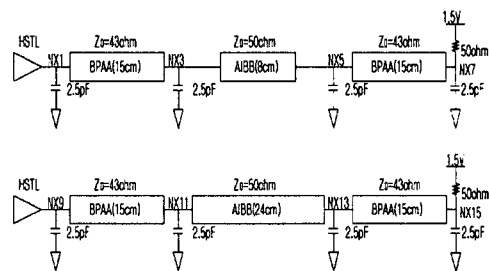 1.5V
HSTL Zo=43ohm Zo=50ohm Zo=43ohm 50ohm
NX1 BPAA(15cm) NX3 AIBB(8cm) NX5 BPAA(15cm) NX7
2.5pF 2.5pF 2.5pF 2.5pF
1.5V
HSTL Zo=43ohm Zo=50ohm Zo=43ohm 50ohm
NX9 BPAA(15cm) NX11 AIBB(24cm) NX13 BPAA(15cm) NX15
2.5pF 2.5pF 2.5pF 2.5pF